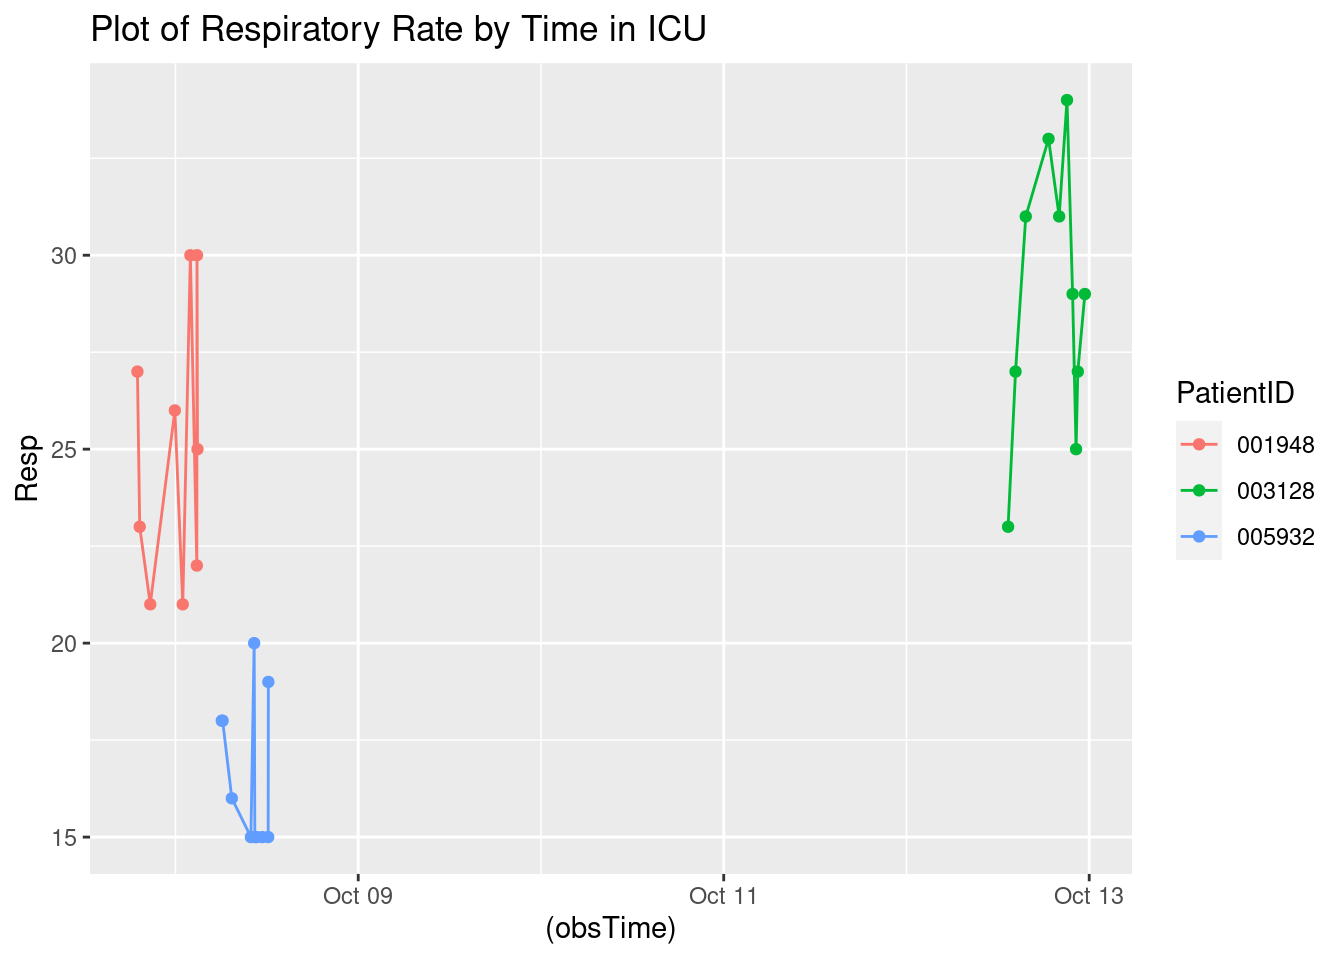 Plot of Respiratory Rate by Time in ICU
Resp
30
25
20
15
Oct 09
Oct 11
Oct 13
(obsTime)
PatientID
001948
003128
005932